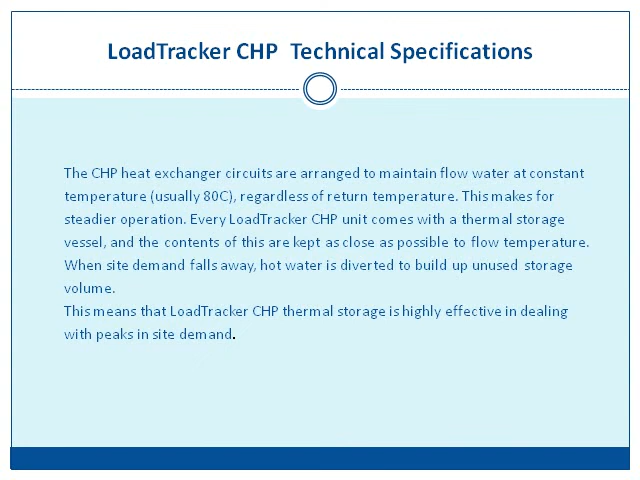 LoadTracker CHP  Technical Specifications
The CHP heat exchanger circuits are arranged to maintain flow water at constant
temperature (usually 80C), regardless of return temperature. This makes for
steadier operation. Every LoadTracker CHP unit comes with a thermal storage
vessel, and the contents of this are kept as close as possible to flow temperature.
When site demand falls away, hot water is diverted to build up unused storage
volume.
This means that LoadTracker CHP thermal storage is highly effective in dealing
with peaks in site demand.